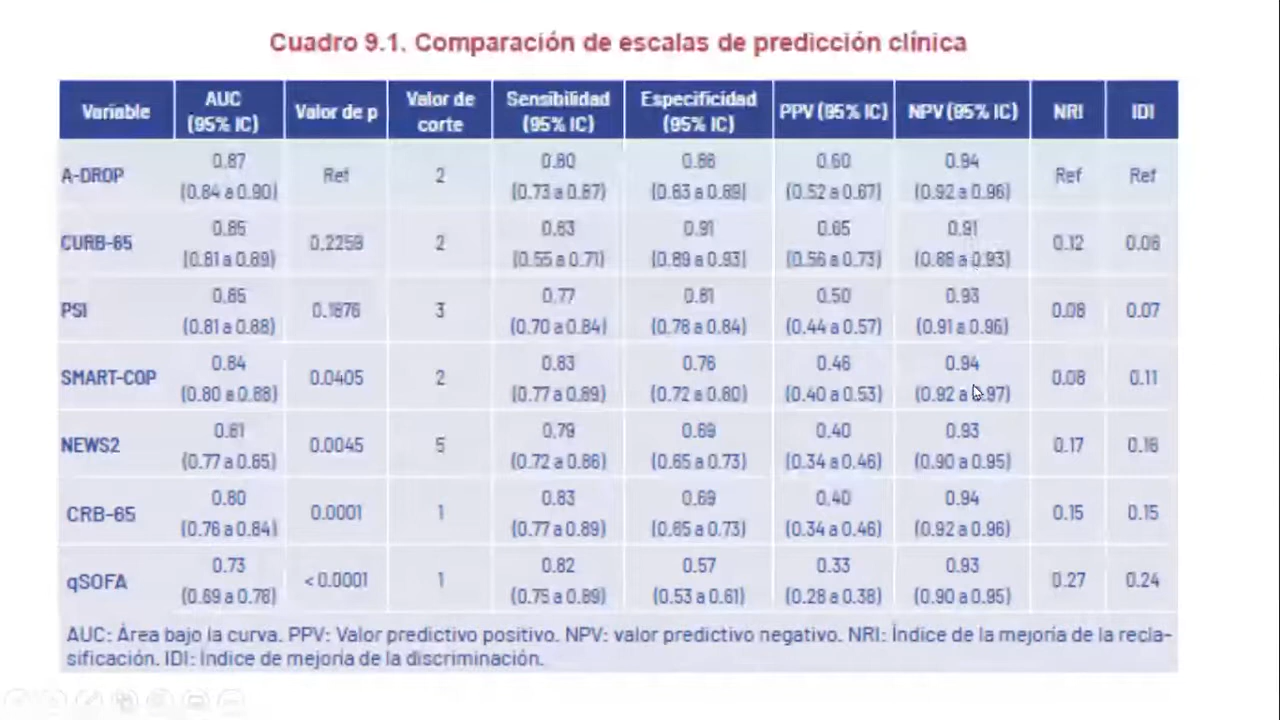 Cuadro 9.1. Comparación de escalas de predicción clínica
Variable AUC (95% IC) Valor de p Valor de corte Sensibilidad (95% IC) Especificidad (95% IC) PPV (95% IC) NPV (95% IC) NRI IDI
A-DROP 0.87 (0.84 a 0.90) Ref 2 0.80 (0.73 a 0.87) 0.86 (0.83 a 0.89) 0.60 (0.52 a 0.67) 0.94 (0.92 a 0.96) Ref Ref
CURB-65 0.85 (0.81 a 0.89) 0.2259 2 0.63 (0.55 a 0.71) 0.91 (0.89 a 0.93) 0.65 (0.56 a 0.73) 0.91 (0.88 a 0.93) 0.12
PSI 0.85 (0.81 a 0.88) 0.1876 3 0.77 (0.70 a 0.84) 0.81 (0.78 a 0.84) 0.50 (0.44 a 0.57) 0.93 (0.91 a 0.96) 0.08 0.07
SMART-COP 0.84 (0.80 a 0.88) 0.0405 2 0.83 (0.77 a 0.89) 0.76 (0.72 a 0.80) 0.46 (0.40 a 0.53) 0.94 (0.92 a 0.97) 0.08 0.11
NEWS2 0.81 (0.77 a 0.85) 0.0045 5 0.79 (0.72 a 0.86) 0.69 (0.65 a 0.73) 0.40 (0.34 a 0.46) 0.93 (0.90 a 0.95) 0.17 0.16
CRB-65 0.80 (0.76 a 0.84) 0.0001 1 0.83 (0.77 a 0.89) 0.69 (0.65 a 0.73) 0.40 (0.34 a 0.46) 0.94 (0.92 a 0.96) 0.15 0.15
qSOFA 0.73 (0.69 a 0.78) < 0.0001 1 0.82 (0.75 a 0.89) 0.57 (0.53 a 0.61) 0.33 (0.28 a 0.38) 0.93 (0.90 a 0.95) 0.27 0.24
AUC: Área bajo la curva. PPV: Valor predictivo positivo. NPV: valor predictivo negativo. NRI: Índice de la mejoría de la recla-
sificación. IDI: Índice de mejoría de la discriminación.